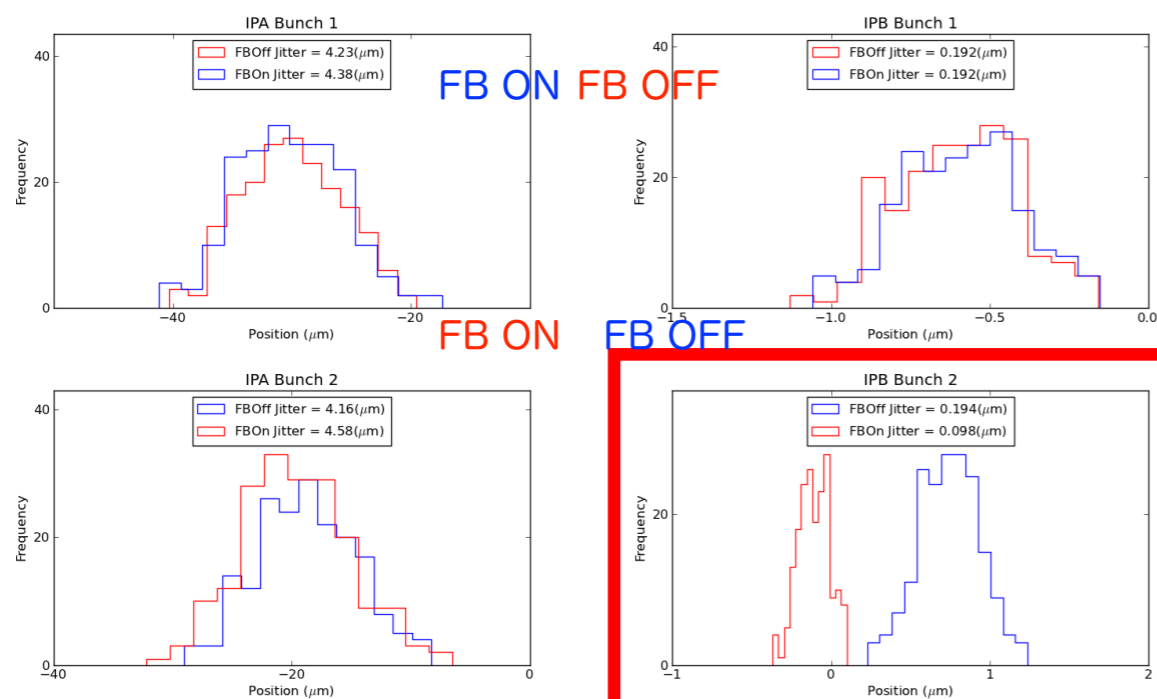 IPA Bunch 1
IPB Bunch 1
FBOff Jitter = 4.23(μm)
FBOn Jitter = 4.38(μm)
FBOff Jitter = 0.192(μm)
FBOn Jitter = 0.192(μm)
FB ON FB OFF
Frequency
40
20
0
−40
−20
Position (μm)
Frequency
40
20
0
−1.5
−1.0
−0.5
0.0
Position (μm)
FB ON FB OFF
IPA Bunch 2
IPB Bunch 2
FBOff Jitter = 4.16(μm)
FBOn Jitter = 4.58(μm)
FBOff Jitter = 0.194(μm)
FBOn Jitter = 0.098(μm)
Frequency
40
20
0
−40
−20
0
Position (μm)
Frequency
20
0
−1
0
1
2
Position (μm)